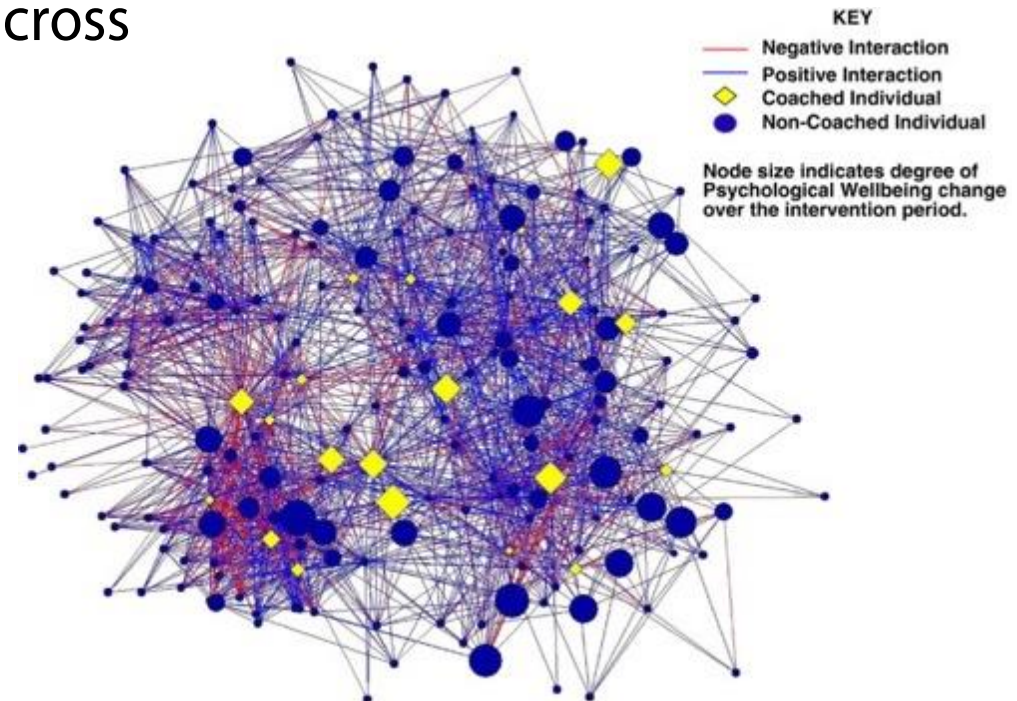 cross
KEY
Negative Interaction
Positive Interaction
Coached Individual
Non-Coached Individual
Node size indicates degree of
Psychological Wellbeing change
over the intervention period.